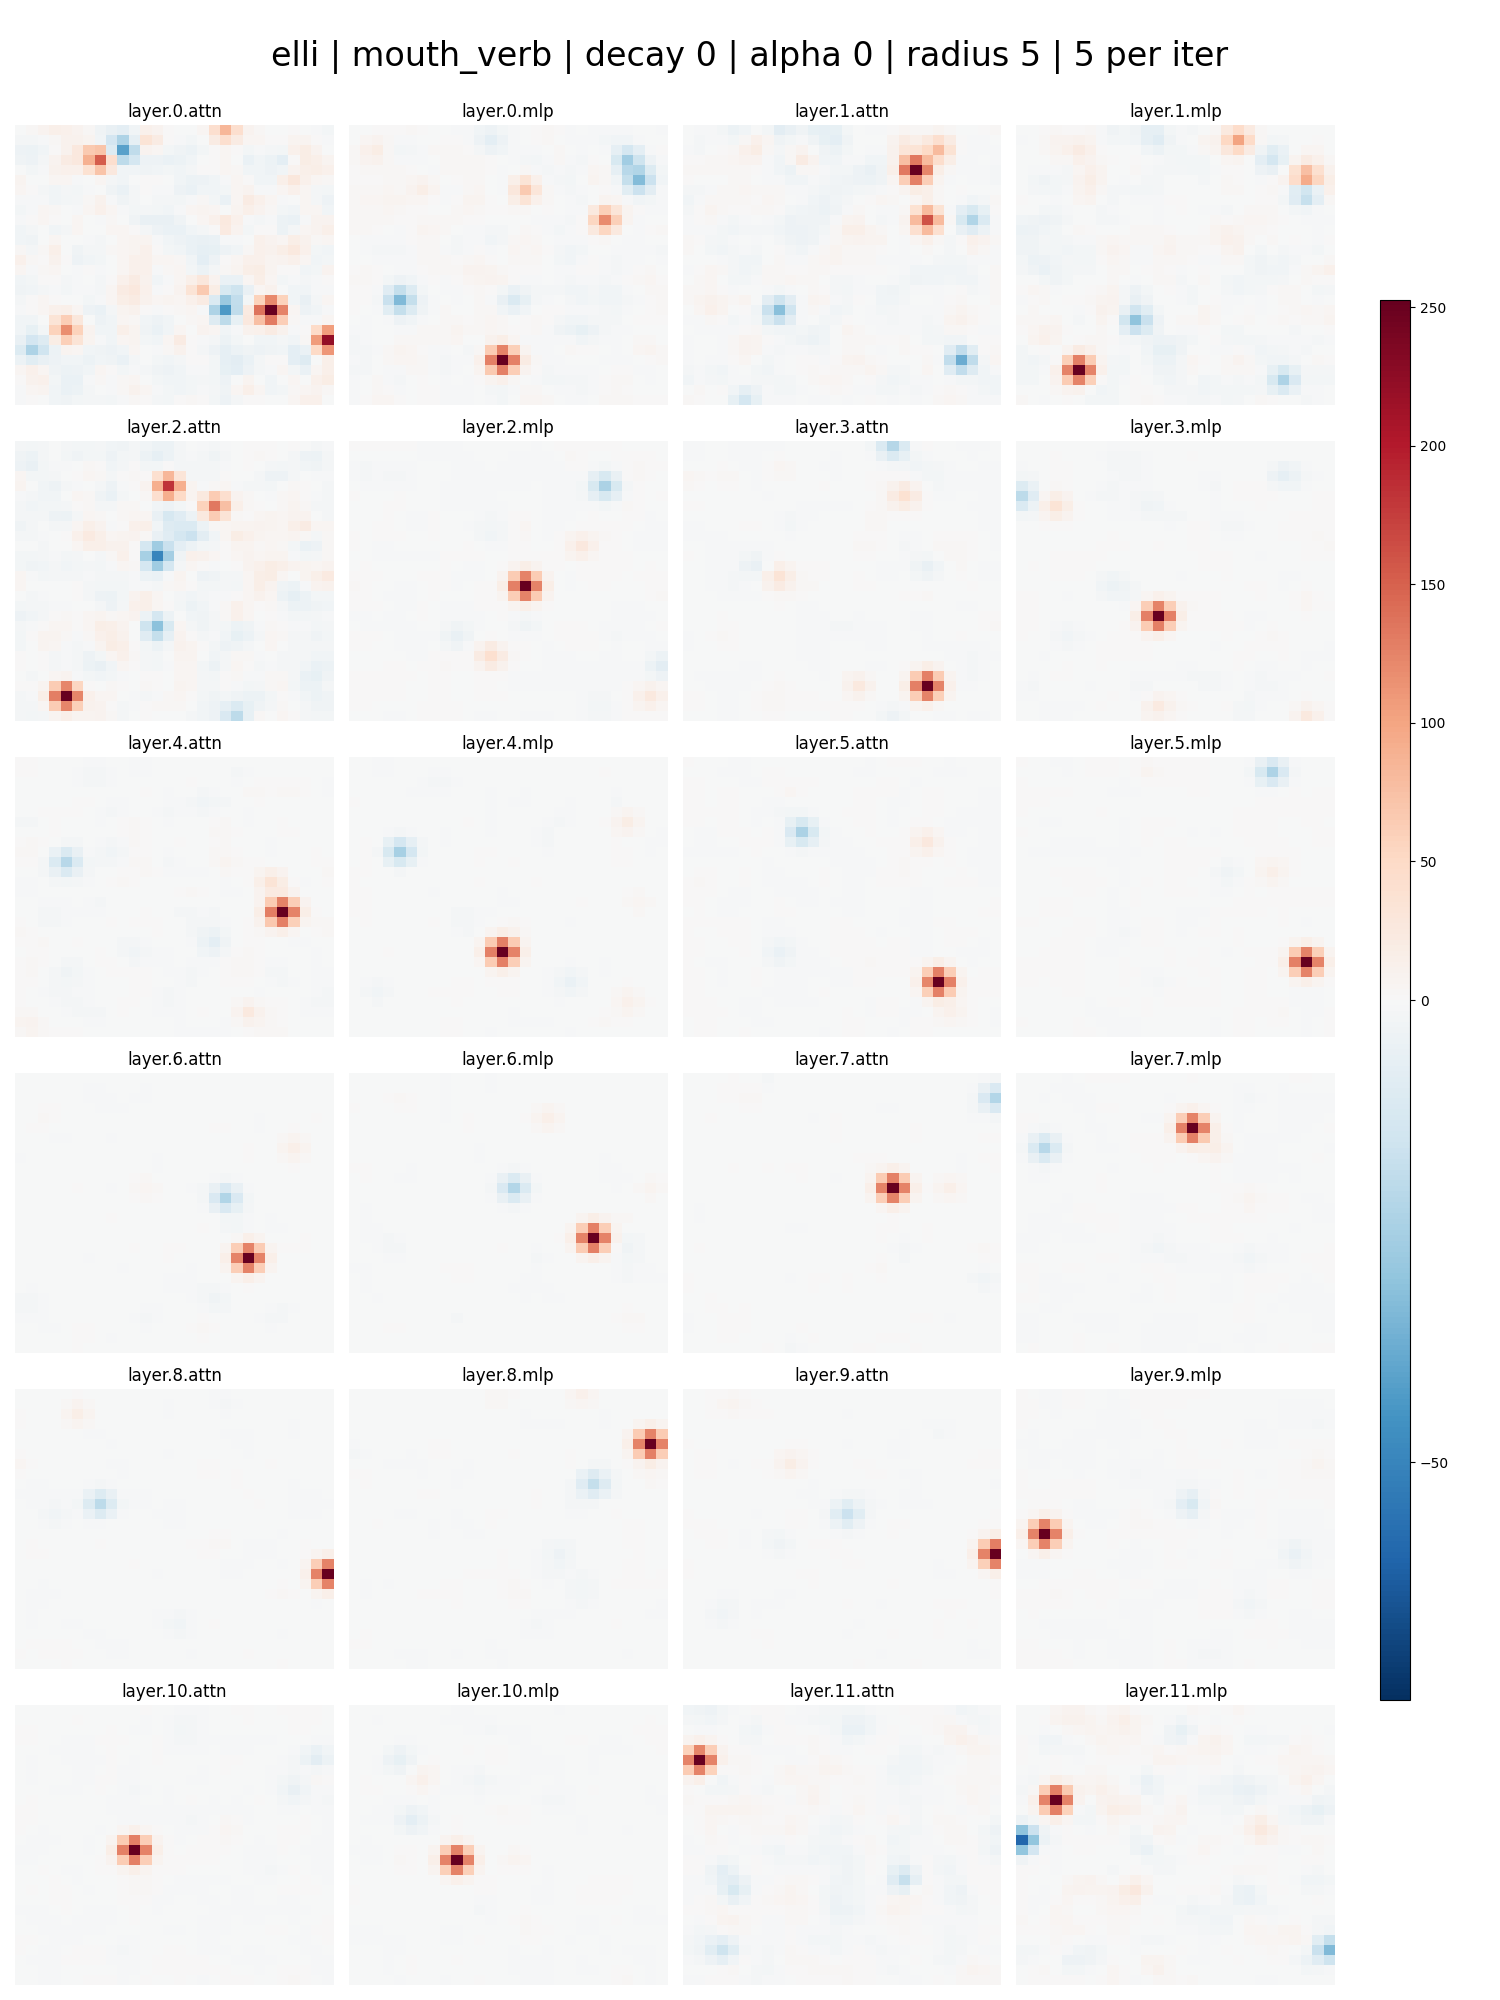 elli | mouth_verb | decay 0 | alpha 0 | radius 5 | 5 per iter
layer.0.attn
layer.0.mlp
layer.1.attn
layer.1.mlp
layer.2.attn
layer.2.mlp
layer.3.attn
layer.3.mlp
layer.4.attn
layer.4.mlp
layer.5.attn
layer.5.mlp
layer.6.attn
layer.6.mlp
layer.7.attn
layer.7.mlp
layer.8.attn
layer.8.mlp
layer.9.attn
layer.9.mlp
layer.10.attn
layer.10.mlp
layer.11.attn
layer.11.mlp
250
200
150
100
50
0
−50